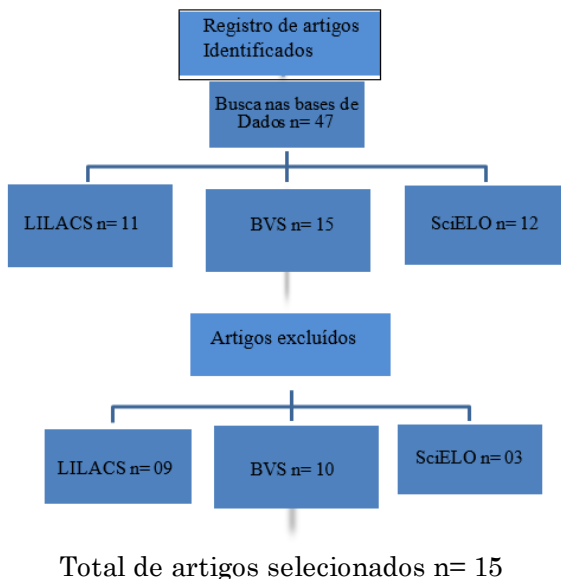 Registro de artigos
Identificados
Busca nas bases de
Dados n= 47
LILACS n= 11
BVS n= 15
SciELO n= 12
Artigos excluídos
LILACS n= 09
BVS n= 10
SciELO n= 03
Total de artigos selecionados n= 15